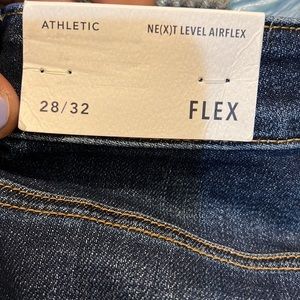 ATHLETIC NE(X)T LEVEL AIRFLEX
28/32 FLEX